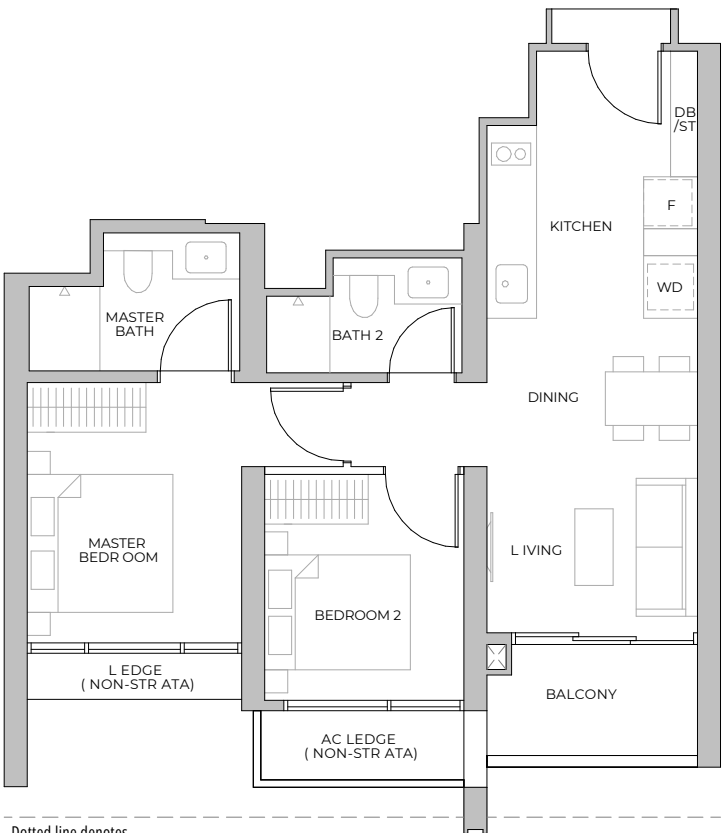 DB
/ST
F
KITCHEN
WD
MASTER
BATH
BATH 2
DINING
MASTER
BEDR OOM
L IVING
BEDROOM 2
L EDGE
( NON-STR ATA)
BALCONY
AC LEDGE
( NON-STR ATA)
Dotted line denotes